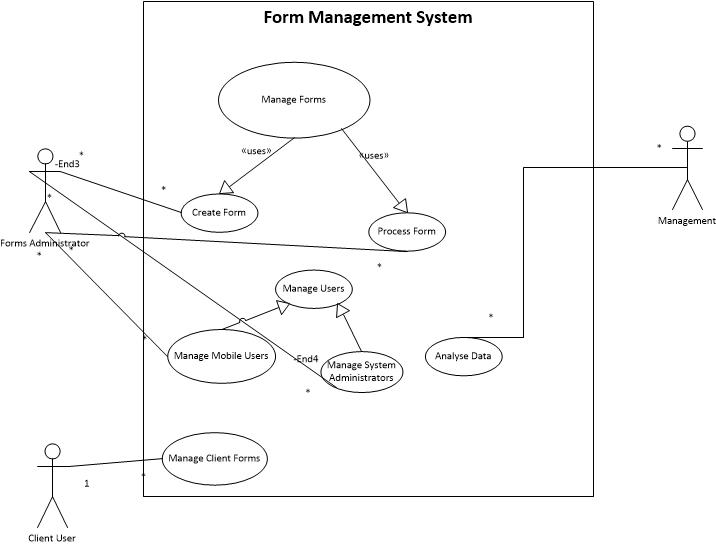 Form Management System
Manage Forms
«uses»
«uses»
-End3
*
*
*
*
Create Form
Process Form
Management
Forms Administrator
*
*
*
Manage Users
*
*
Manage Mobile Users
-End4
Manage System
Administrators
Analyse Data
*
Manage Client Forms
*
1
Client User